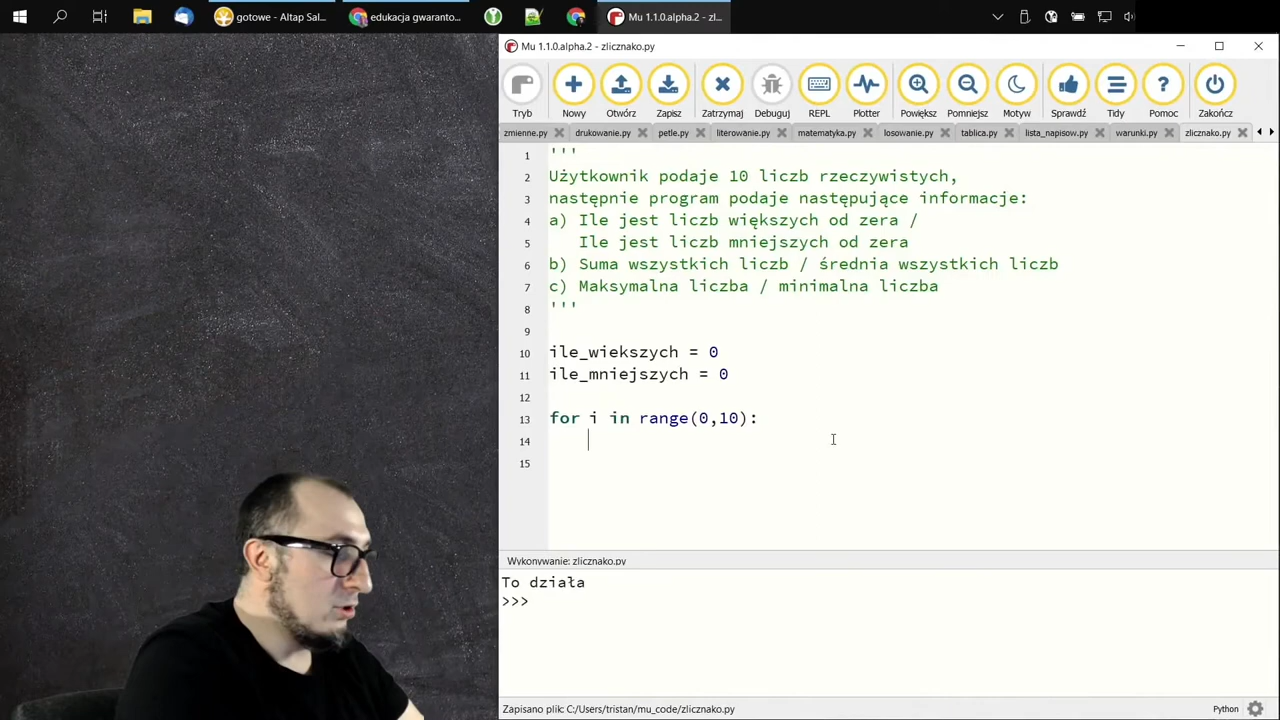 gotowe - Altap Sal...
edukacja gwaranto...
Mu 1.1.0.alpha.2 - zl...
Mu 1.1.0.alpha.2 - zlicznako.py
Tryb
Nowy
Otwórz
Zapisz
Zatrzymaj
Debuguj
REPL
Plotter
Powiększ
Pomniejsz
Motyw
Sprawdź
Tidy
Pomoc
Zakończ
zmienne.py
drukowanie.py
petle.py
literowanie.py
matematyka.py
losowanie.py
tablica.py
lista_napisow.py
warunki.py
zlicznako.py
1 '''
2 Użytkownik podaje 10 liczb rzeczywistych,
3 następnie program podaje następujące informacje:
4 a) Ile jest liczb większych od zera /
5 Ile jest liczb mniejszych od zera
6 b) Suma wszystkich liczb / średnia wszystkich liczb
7 c) Maksymalna liczba / minimalna liczba
8 '''
9
10 ile_wiekszych = 0
11 ile_mniejszych = 0
12
13 for i in range(0,10):
14
15
Wykonywanie: zlicznako.py
To działa
>>>
Zapisano plik: C:/Users/tristan/mu_code/zlicznako.py
Python